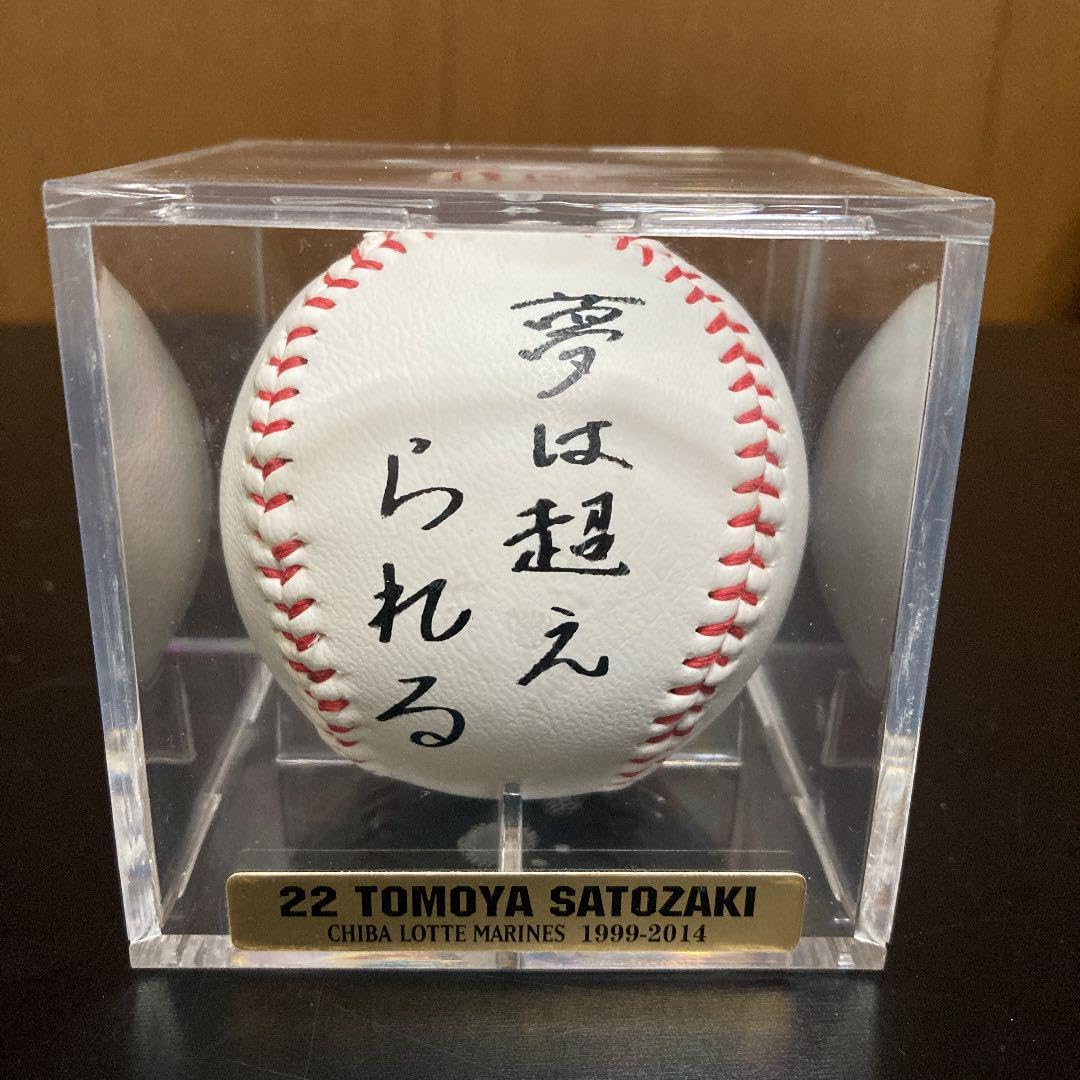 夢は超え
られる
22 TOMOYA SATOZAKI
CHIBA LOTTE MARINES 1999-2014